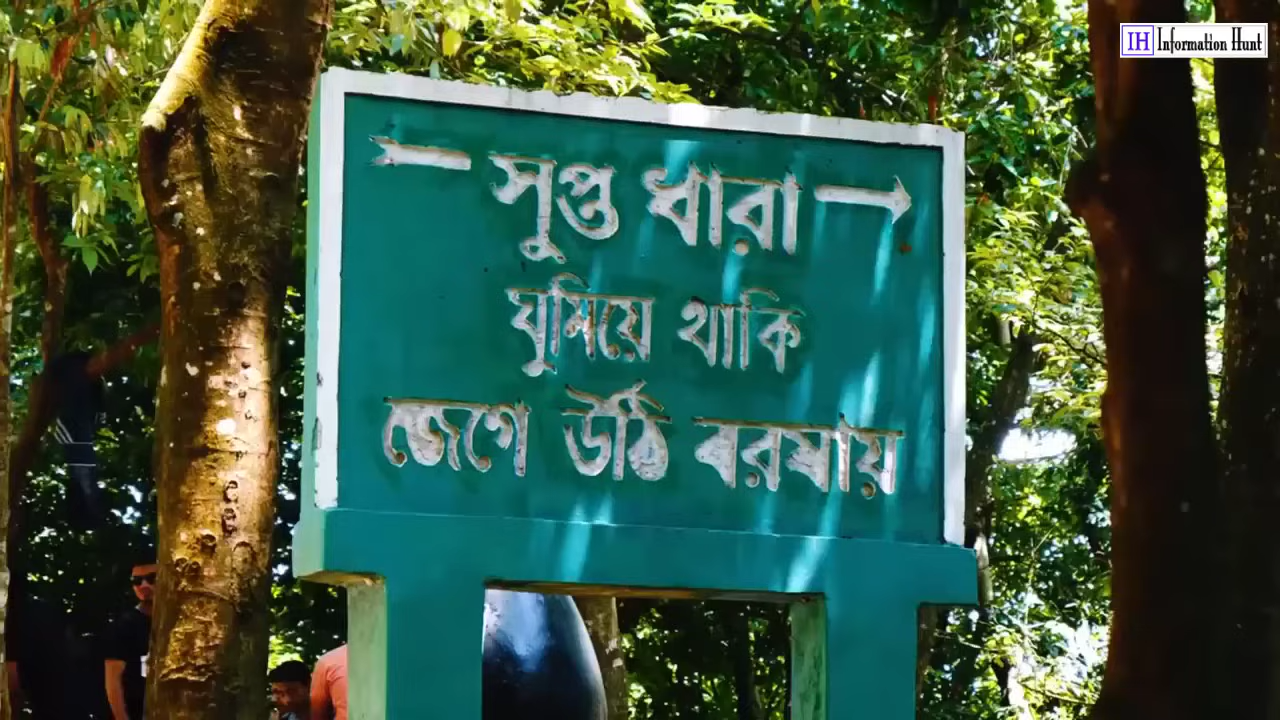 IH Information Hunt
সুপ্ত ধারা
ঘুমিয়ে থাকি
জেগে উঠি বরষায়